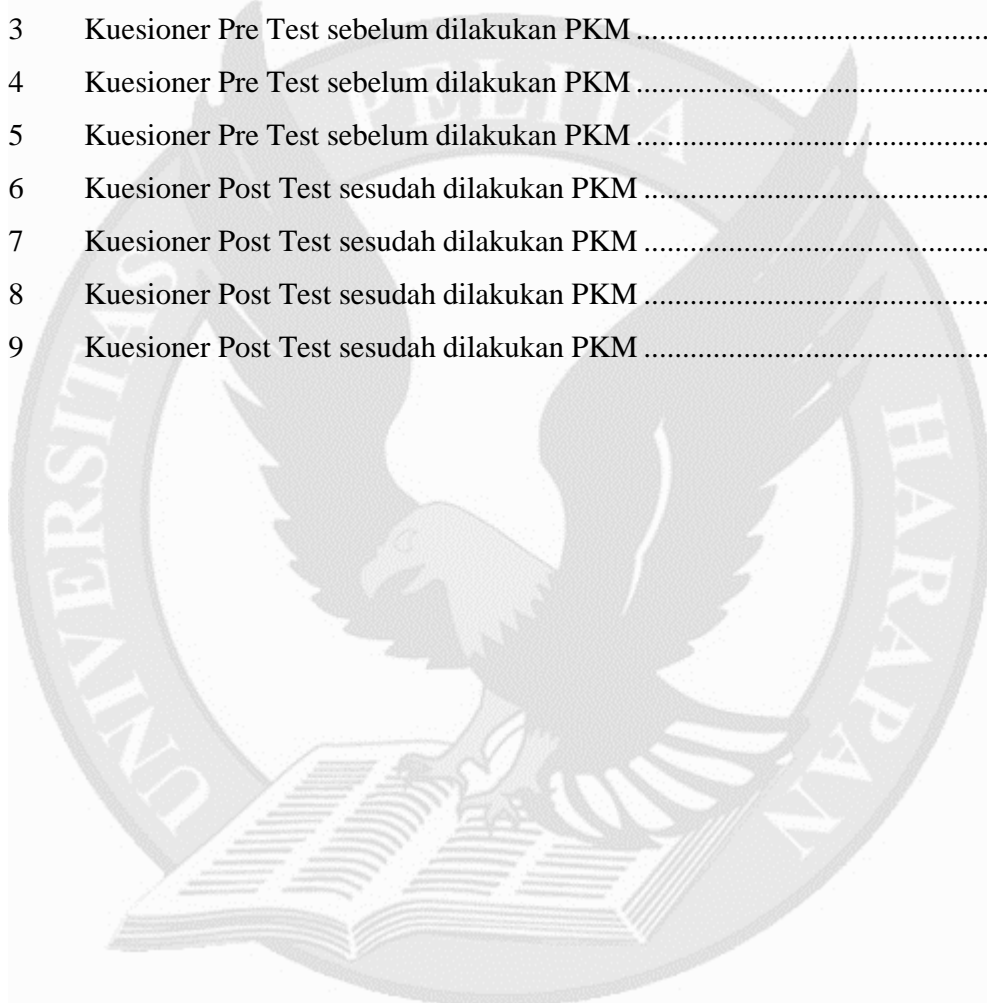 3 Kuesioner Pre Test sebelum dilakukan PKM ............................................
4 Kuesioner Pre Test sebelum dilakukan PKM ............................................
5 Kuesioner Pre Test sebelum dilakukan PKM ............................................
6 Kuesioner Post Test sesudah dilakukan PKM ...........................................
7 Kuesioner Post Test sesudah dilakukan PKM ...........................................
8 Kuesioner Post Test sesudah dilakukan PKM ...........................................
9 Kuesioner Post Test sesudah dilakukan PKM ...........................................
UNIVERSITAS PELITA HARAPAN